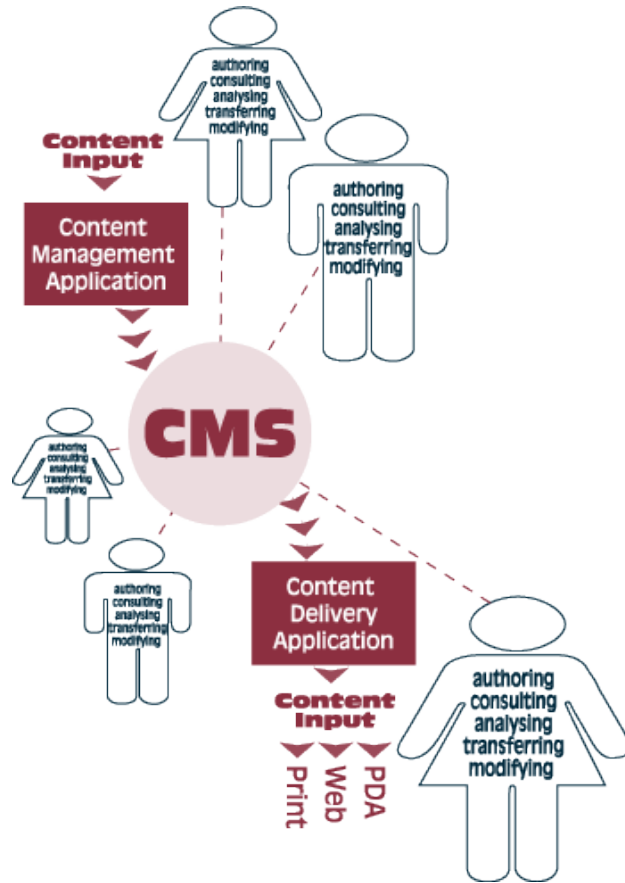 authoring
consulting
analysing
transferring
modifying
Content
Input
Content
Management
Application
authoring
consulting
analysing
transferring
modifying
CMS
authoring
consulting
analysing
transferring
modifying
authoring
consulting
analysing
transferring
modifying
Content
Delivery
Application
Content
Input
Print
Web
PDA
authoring
consulting
analysing
transferring
modifying